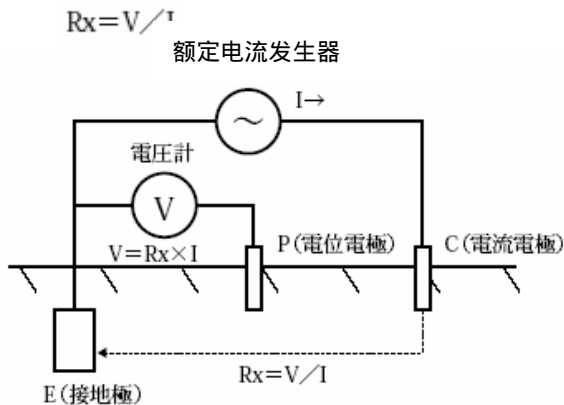 Rx=V/I
额定电流发生器
I→
~
電圧計
V
V=Rx×I
P(電位電極)
C(電流電極)
Rx=V/I
E(接地極)